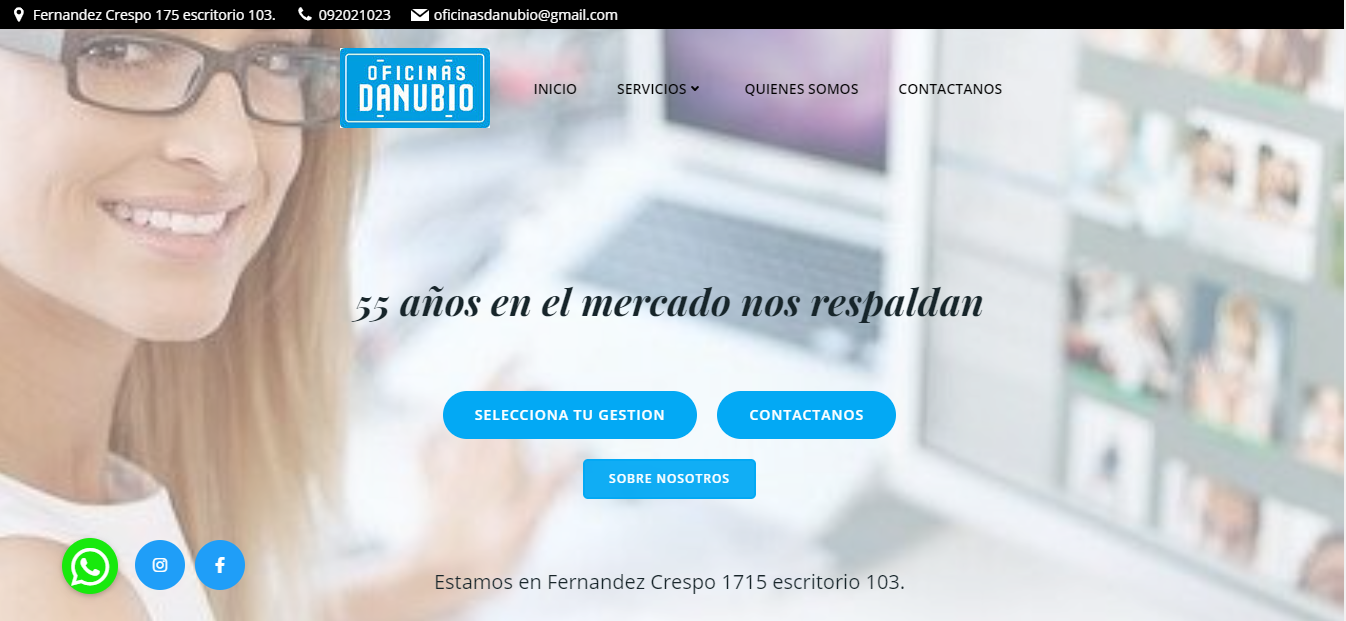 Fernandez Crespo 175 escritorio 103. 092021023 oficinasdanubio@gmail.com
OFICINAS
DANUBIO
INICIO SERVICIOS QUIENES SOMOS CONTACTANOS
55 años en el mercado nos respaldan
SELECCIONA TU GESTION CONTACTANOS
SOBRE NOSOTROS
Estamos en Fernandez Crespo 1715 escritorio 103.